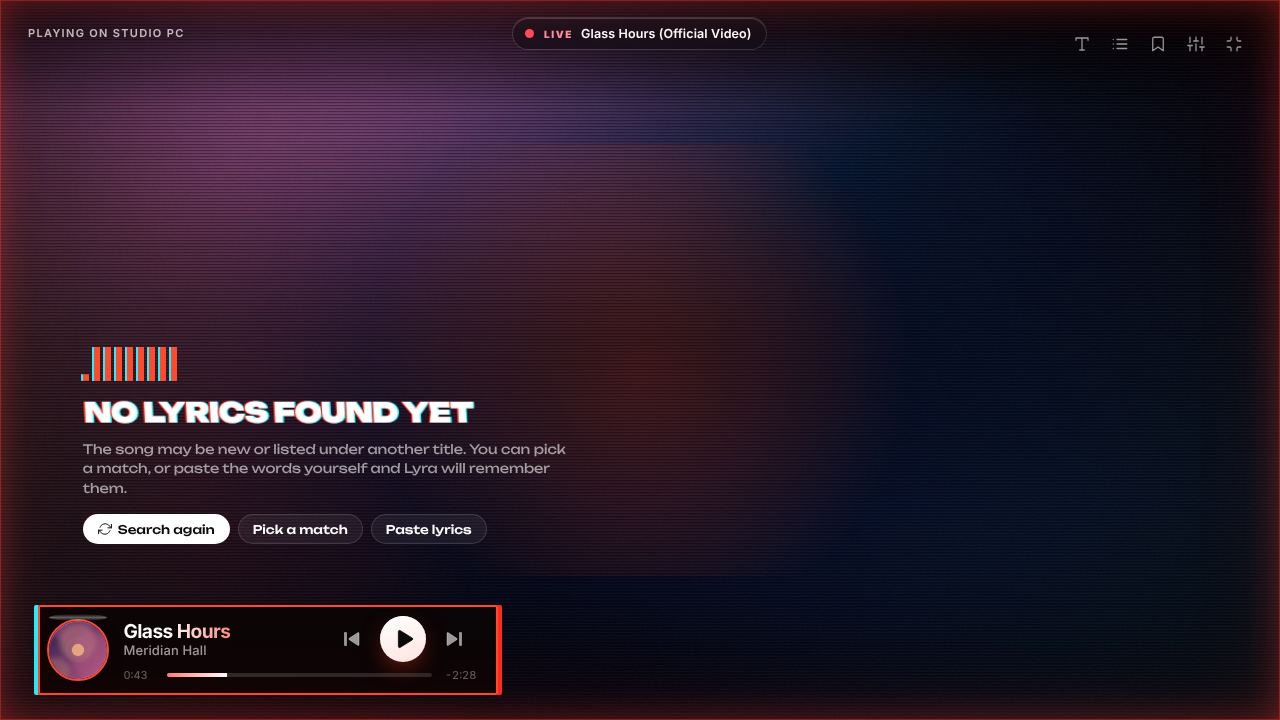 PLAYING ON STUDIO PC
LIVE Glass Hours (Official Video)
NO LYRICS FOUND YET
The song may be new or listed under another title. You can pick
a match, or paste the words yourself and Lyra will remember
them.
Search again
Pick a match
Paste lyrics
Glass Hours
Meridian Hall
0:43
-2:28